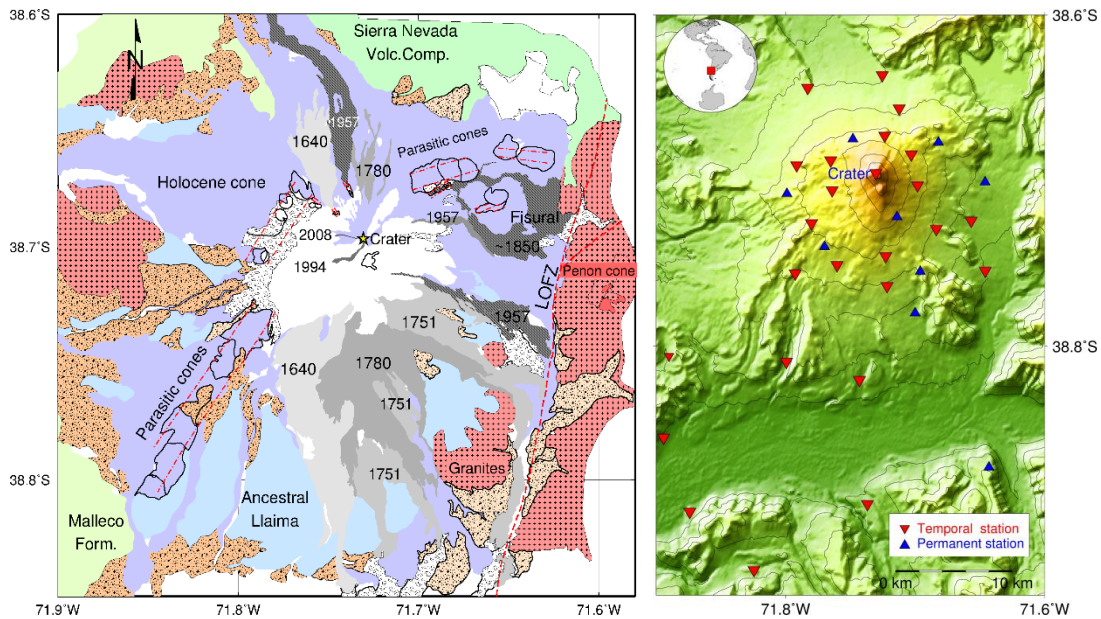 Sierra Nevada
Volc.Comp.
N
1957
1640
1780
Parasitic cones
Holocene cone
1957
Fisural
2008
Crater
~1850
1994
LOFZ
Penon cone
1751
1957
1640
1780
Parasitic cones
1751
Granites
1751
Ancestral
Llaima
Malleco
Form.
38.6°S
38.7°S
38.8°S
71.9°W
71.8°W
71.7°W
71.6°W
Crater
Temporal station
Permanent station
0 km
10 km
38.6°S
38.8°S
71.8°W
71.6°W